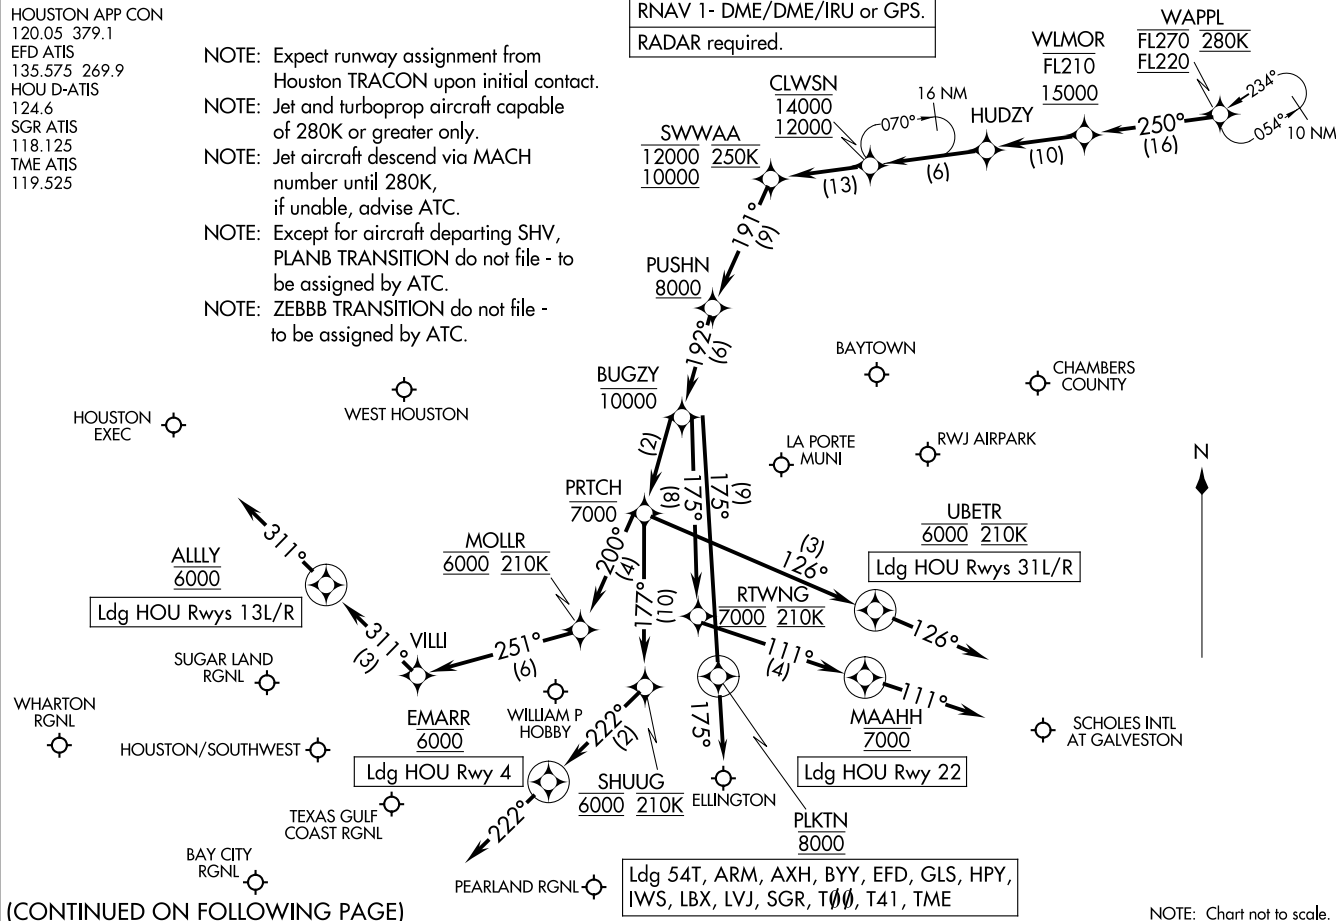 HOUSTON APP CON
120.05 379.1
EFD ATIS
135.575 269.9
HOU D-ATIS
124.6
SGR ATIS
118.125
TME ATIS
119.525
NOTE: Expect runway assignment from
Houston TRACON upon initial contact.
NOTE: Jet and turboprop aircraft capable
of 280K or greater only.
NOTE: Jet aircraft descend via MACH
number until 280K,
if unable, advise ATC.
NOTE: Except for aircraft departing SHV,
PLANB TRANSITION do not file - to
be assigned by ATC.
NOTE: ZEBBB TRANSITION do not file -
to be assigned by ATC.
RNAV 1- DME/DME/IRU or GPS.
RADAR required.
WAPPL
FL270 280K
FL220
234°
054°
10 NM
250°
(16)
WLMOR
FL210
15000
(10)
HUDZY
(6)
16 NM
070°
CLWSN
14000
12000
(13)
SWWAA
12000 250K
10000
191°
(9)
PUSHN
8000
192°
(6)
BUGZY
10000
(2)
175°
(8)
175°
(9)
PRTCH
7000
200°
(4)
177°
(10)
(3)
126°
UBETR
6000 210K
Ldg HOU Rwys 31L/R
126°
MOLLR
6000 210K
251°
(6)
VILLI
311°
(3)
ALLLY
6000
Ldg HOU Rwys 13L/R
311°
RTWNG
7000 210K
111°
(4)
111°
MAAHH
7000
Ldg HOU Rwy 22
SHUUG
6000 210K
222°
(2)
EMARR
6000
Ldg HOU Rwy 4
222°
175°
PLKTN
8000
Ldg 54T, ARM, AXH, BYY, EFD, GLS, HPY,
IWS, LBX, LVJ, SGR, T00, T41, TME
HOUSTON
EXEC
WEST HOUSTON
BAYTOWN
CHAMBERS
COUNTY
LA PORTE
MUNI
RWJ AIRPARK
N
SUGAR LAND
RGNL
WHARTON
RGNL
HOUSTON/SOUTHWEST
WILLIAM P
HOBBY
ELLINGTON
SCHOLES INTL
AT GALVESTON
TEXAS GULF
COAST RGNL
BAY CITY
RGNL
PEARLAND RGNL
(CONTINUED ON FOLLOWING PAGE)
NOTE: Chart not to scale.